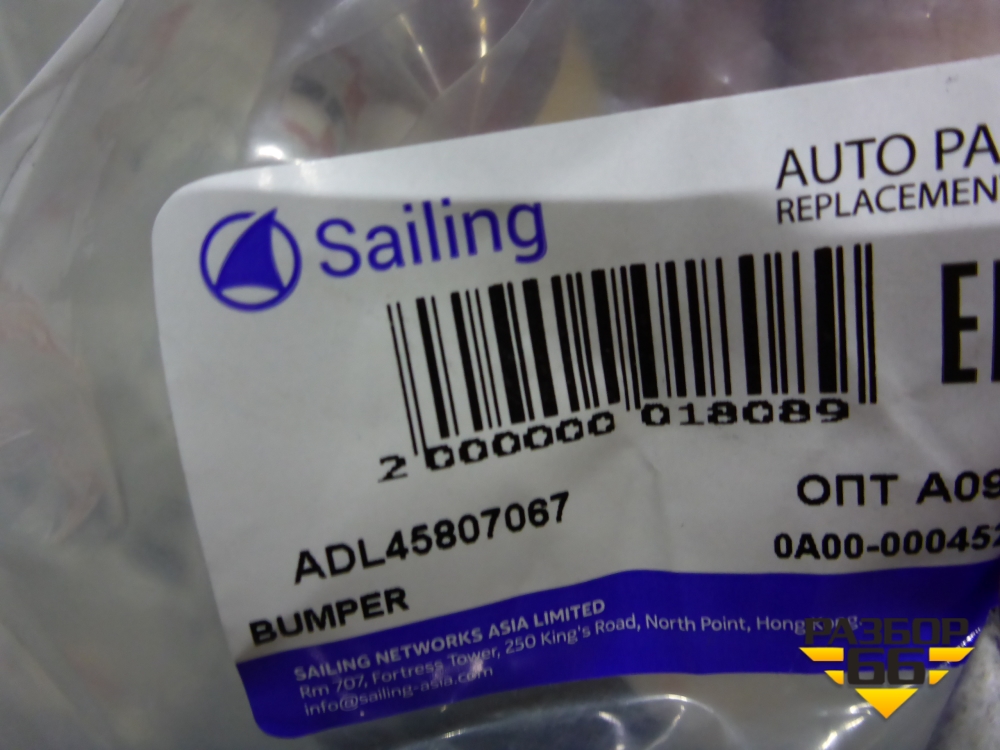 Sailing
AUTO PA
REPLACEMEN
2 000000 018089
ОПТ А09
0A00-00045
ADL45807067
BUMPER
SAILING NETWORKS ASIA LIMITED
Rm 707, Fortress Tower, 250 King's Road, North Point, Hong Kong
info@sailing-asia.com
РАЗБОР
66